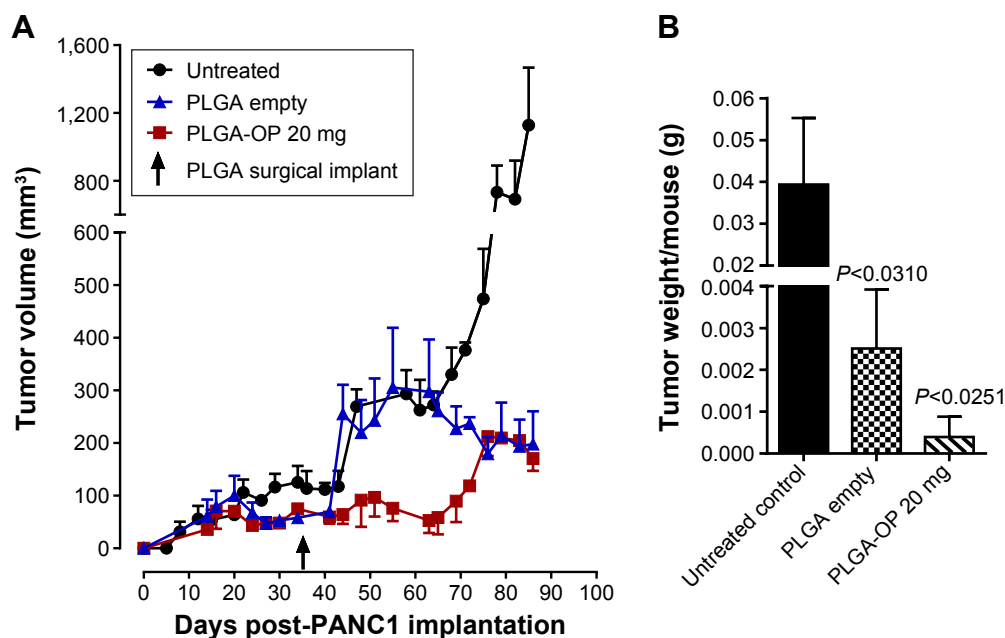 A
Tumor volume (mm³)
1,600
1,200
800
600
500
400
300
200
100
0
Untreated
PLGA empty
PLGA-OP 20 mg
PLGA surgical implant
0 10 20 30 40 50 60 70 80 90 100
Days post-PANC1 implantation
B
Tumor weight/mouse (g)
0.06
0.05
0.04
0.03
0.02
0.004
0.003
0.002
0.001
0.000
P<0.0310
P<0.0251
Untreated control
PLGA empty
PLGA-OP 20 mg